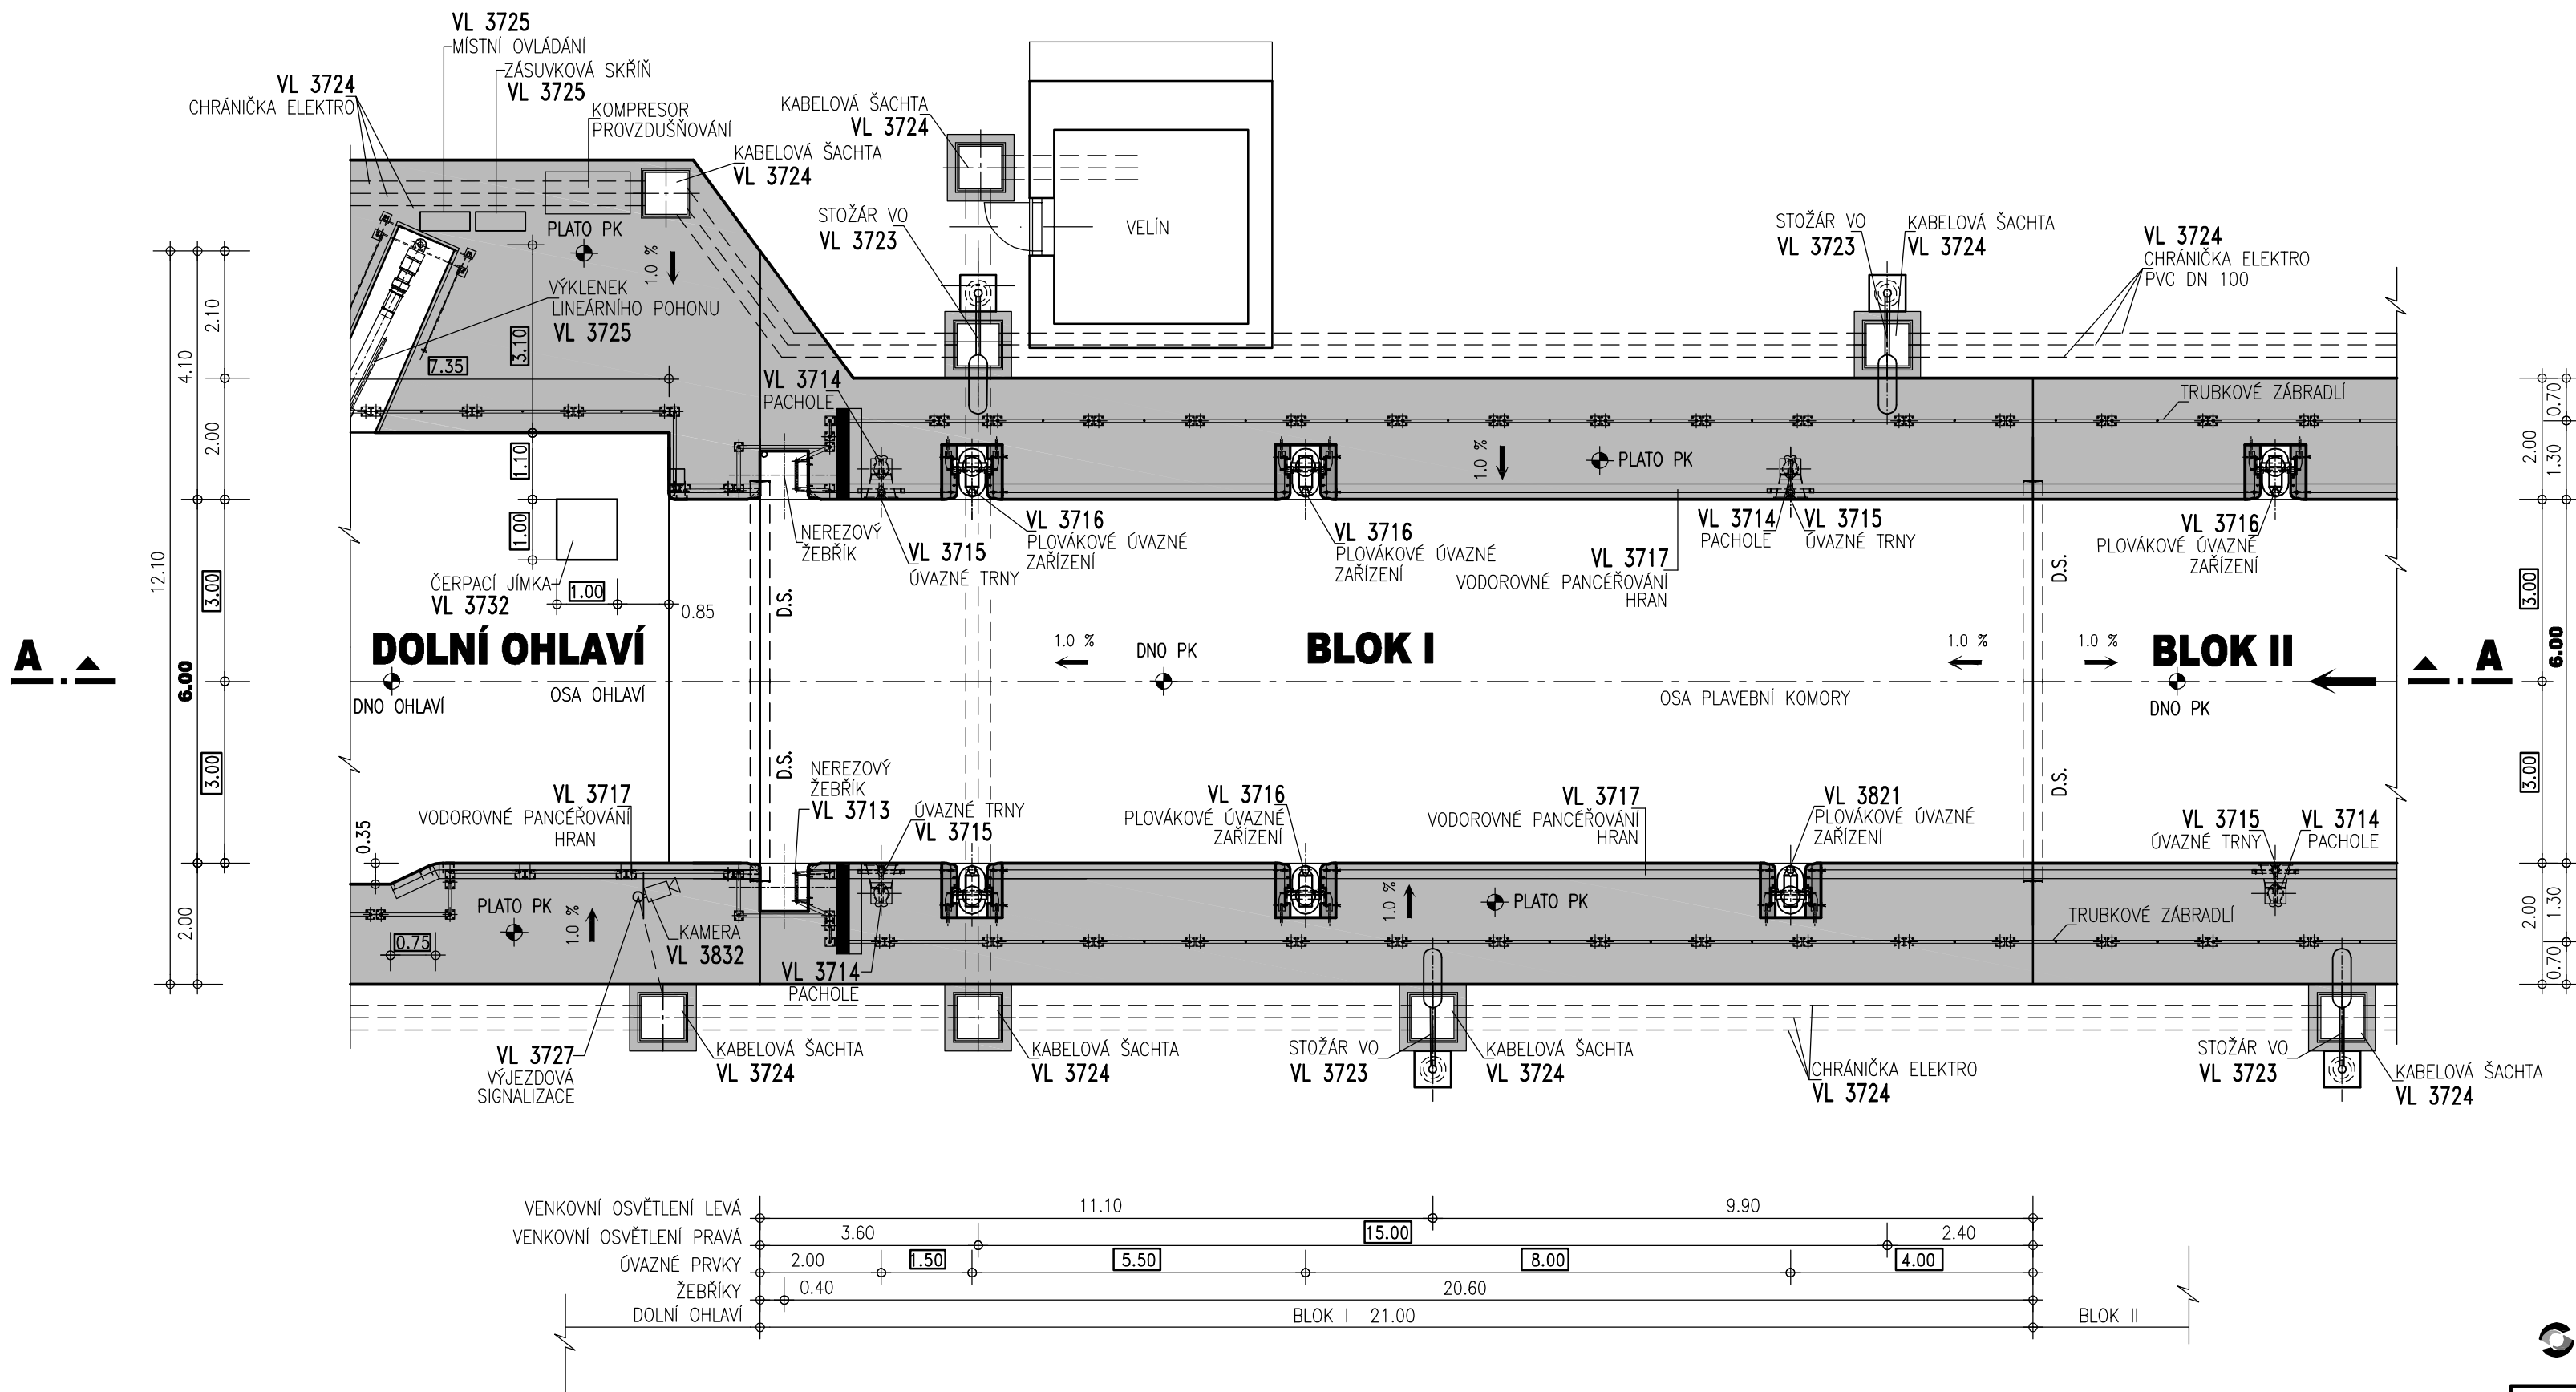 VL 3725
MÍSTNÍ OVLÁDÁNÍ
ZÁSUVKOVÁ SKŘÍŇ
VL 3725
VL 3724
CHRÁNIČKA ELEKTRO
KOMPRESOR
PROVZDUŠŇOVÁNÍ
KABELOVÁ ŠACHTA
VL 3724
KABELOVÁ ŠACHTA
VL 3724
STOŽÁR VO
VL 3723
VELÍN
STOŽÁR VO
VL 3723
KABELOVÁ ŠACHTA
VL 3724
VL 3724
CHRÁNIČKA ELEKTRO
PVC DN 100
PLATO PK
1.0 %
VÝKLENEK
LINEÁRNÍHO POHONU
VL 3725
3.10
7.35
2.10
4.10
2.00
12.10
3.00
6.00
3.00
2.00
VL 3714
PACHOLE
TRUBKOVÉ ZÁBRADLÍ
1.0 %
PLATO PK
0.70
2.00
1.30
1.10
1.00
NEREZOVÝ
ŽEBŘÍK
VL 3715
ÚVAZNÉ TRNY
VL 3716
PLOVÁKOVÉ ÚVAZNÉ
ZAŘÍZENÍ
VL 3716
PLOVÁKOVÉ ÚVAZNÉ
ZAŘÍZENÍ
VL 3717
VODOROVNÉ PANCÉŘOVÁNÍ
HRAN
VL 3714
PACHOLE
VL 3715
ÚVAZNÉ TRNY
VL 3716
PLOVÁKOVÉ ÚVAZNÉ
ZAŘÍZENÍ
ČERPACÍ JÍMKA
VL 3732
1.00
0.85
D.S.
D.S.
3.00
6.00
3.00
A
DOLNÍ OHLAVÍ
1.0 %
DNO PK
BLOK I
1.0 %
1.0 %
BLOK II
A
DNO OHLAVÍ
OSA OHLAVÍ
OSA PLAVEBNÍ KOMORY
DNO PK
D.S.
D.S.
0.35
VL 3717
VODOROVNÉ PANCÉŘOVÁNÍ
HRAN
NEREZOVÝ
ŽEBŘÍK
VL 3713
ÚVAZNÉ TRNY
VL 3715
VL 3716
PLOVÁKOVÉ ÚVAZNÉ
ZAŘÍZENÍ
VL 3717
VODOROVNÉ PANCÉŘOVÁNÍ
HRAN
VL 3821
PLOVÁKOVÉ ÚVAZNÉ
ZAŘÍZENÍ
VL 3715
ÚVAZNÉ TRNY
VL 3714
PACHOLE
PLATO PK
1.0 %
0.75
KAMERA
VL 3832
VL 3714
PACHOLE
1.0 %
PLATO PK
TRUBKOVÉ ZÁBRADLÍ
2.00
1.30
0.70
VL 3727
VÝJEZDOVÁ
SIGNALIZACE
KABELOVÁ ŠACHTA
VL 3724
KABELOVÁ ŠACHTA
VL 3724
STOŽÁR VO
VL 3723
KABELOVÁ ŠACHTA
VL 3724
CHRÁNIČKA ELEKTRO
VL 3724
STOŽÁR VO
VL 3723
KABELOVÁ ŠACHTA
VL 3724
VENKOVNÍ OSVĚTLENÍ LEVÁ 11.10 9.90
VENKOVNÍ OSVĚTLENÍ PRAVÁ 3.60 15.00 2.40
ÚVAZNÉ PRVKY 2.00 1.50 5.50 8.00 4.00
ŽEBŘÍKY 0.40 20.60
DOLNÍ OHLAVÍ BLOK I 21.00 BLOK II